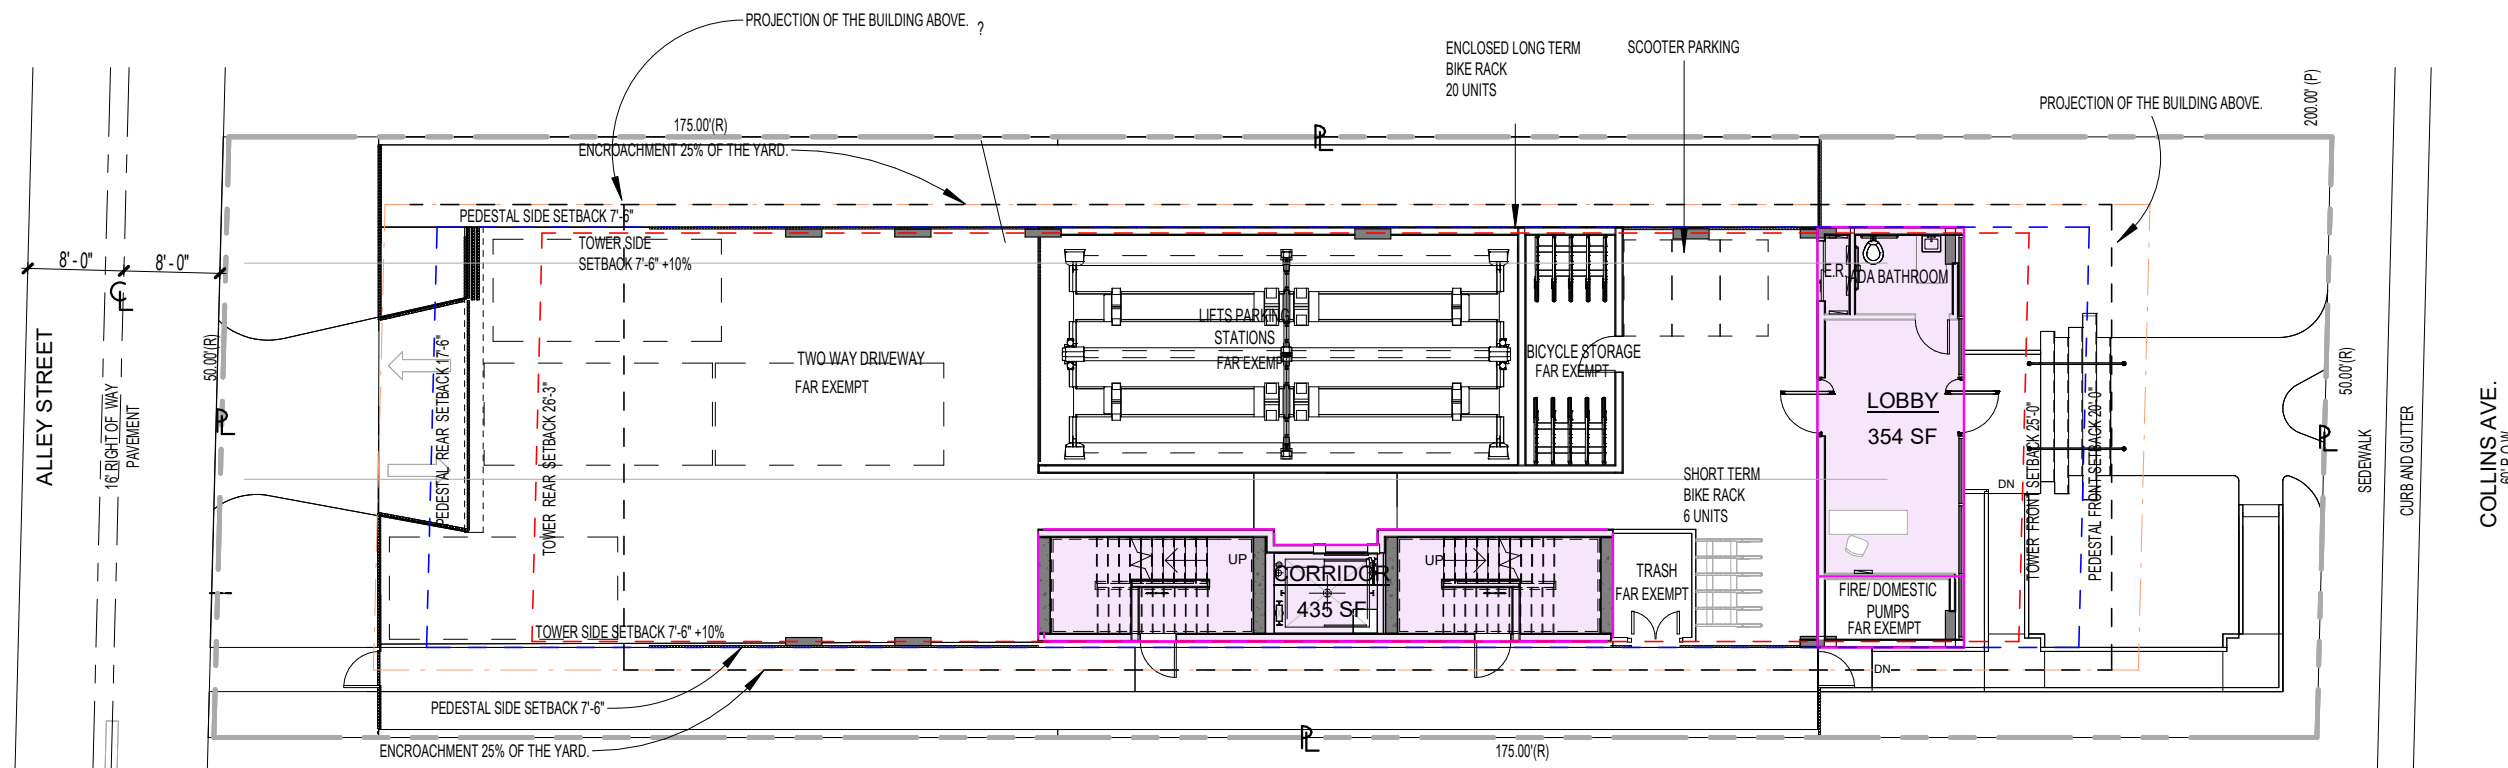 PROJECTION OF THE BUILDING ABOVE.
?
ENCLOSED LONG TERM
BIKE RACK
20 UNITS
SCOOTER PARKING
PROJECTION OF THE BUILDING ABOVE.
200.00' (P)
175.00'(R)
ENCROACHMENT 25% OF THE YARD.
PL
PEDESTAL SIDE SETBACK 7'-6"
TOWER SIDE
SETBACK 7'-6" +10%
8'- 0"
8'- 0"
CL
E.R.
ADA BATHROOM
LIFTS PARKING
STATIONS
FAR EXEMPT
TWO WAY DRIVEWAY
FAR EXEMPT
BICYCLE STORAGE
FAR EXEMPT
LOBBY
354 SF
ALLEY STREET
16' RIGHT OF WAY
PAVEMENT
50.00'(R)
PL
PEDESTAL REAR SETBACK 17'-6"
TOWER REAR SETBACK 26'-3"
SHORT TERM
BIKE RACK
6 UNITS
DN
TOWER FRONT SETBACK 25'-0"
PEDESTAL FRONT SETBACK 20'-0"
50.00'(R)
PL
SEDEWALK
CURB AND GUTTER
COLLINS AVE.
60' R.O.W.
UP
UP
CORRIDOR
435 SF
TRASH
FAR EXEMPT
FIRE/ DOMESTIC
PUMPS
FAR EXEMPT
TOWER SIDE SETBACK 7'-6" +10%
DN
PEDESTAL SIDE SETBACK 7'-6"
ENCROACHMENT 25% OF THE YARD.
PL
175.00'(R)